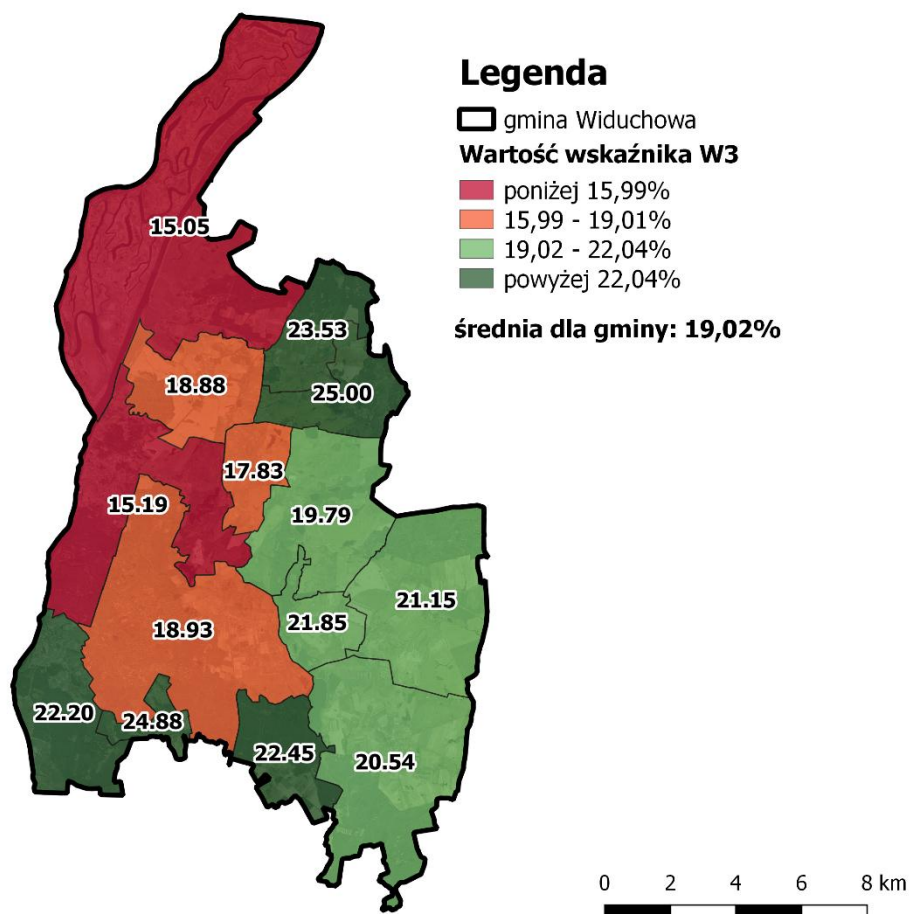 Legenda
gmina Widuchowa
Wartość wskaźnika W3
poniżej 15,99%
15,99 - 19,01%
19,02 - 22,04%
powyżej 22,04%
średnia dla gminy: 19,02%
15.05
23.53
18.88
25.00
17.83
15.19
19.79
21.15
21.85
18.93
22.20
24.88
22.45
20.54
0 2 4 6 8 km